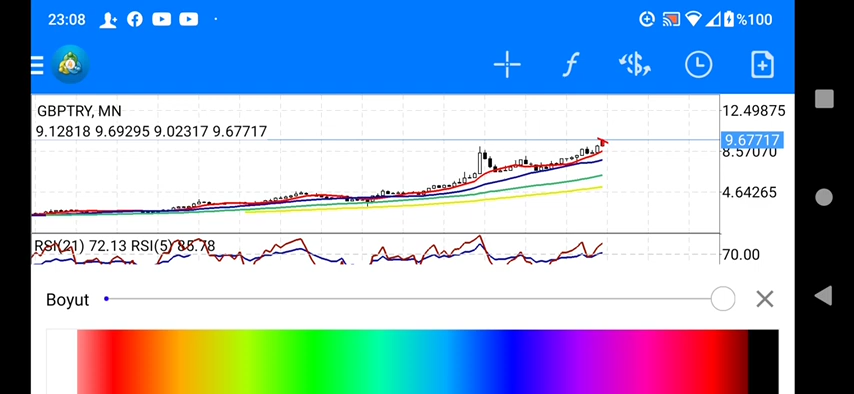 23:08
%100
GBPTRY, MN
9.12818 9.69295 9.02317 9.67717
12.49875
9.67717
8.57070
4.64265
RSI(21) 72.13 RSI(5) 85.78
70.00
Boyut